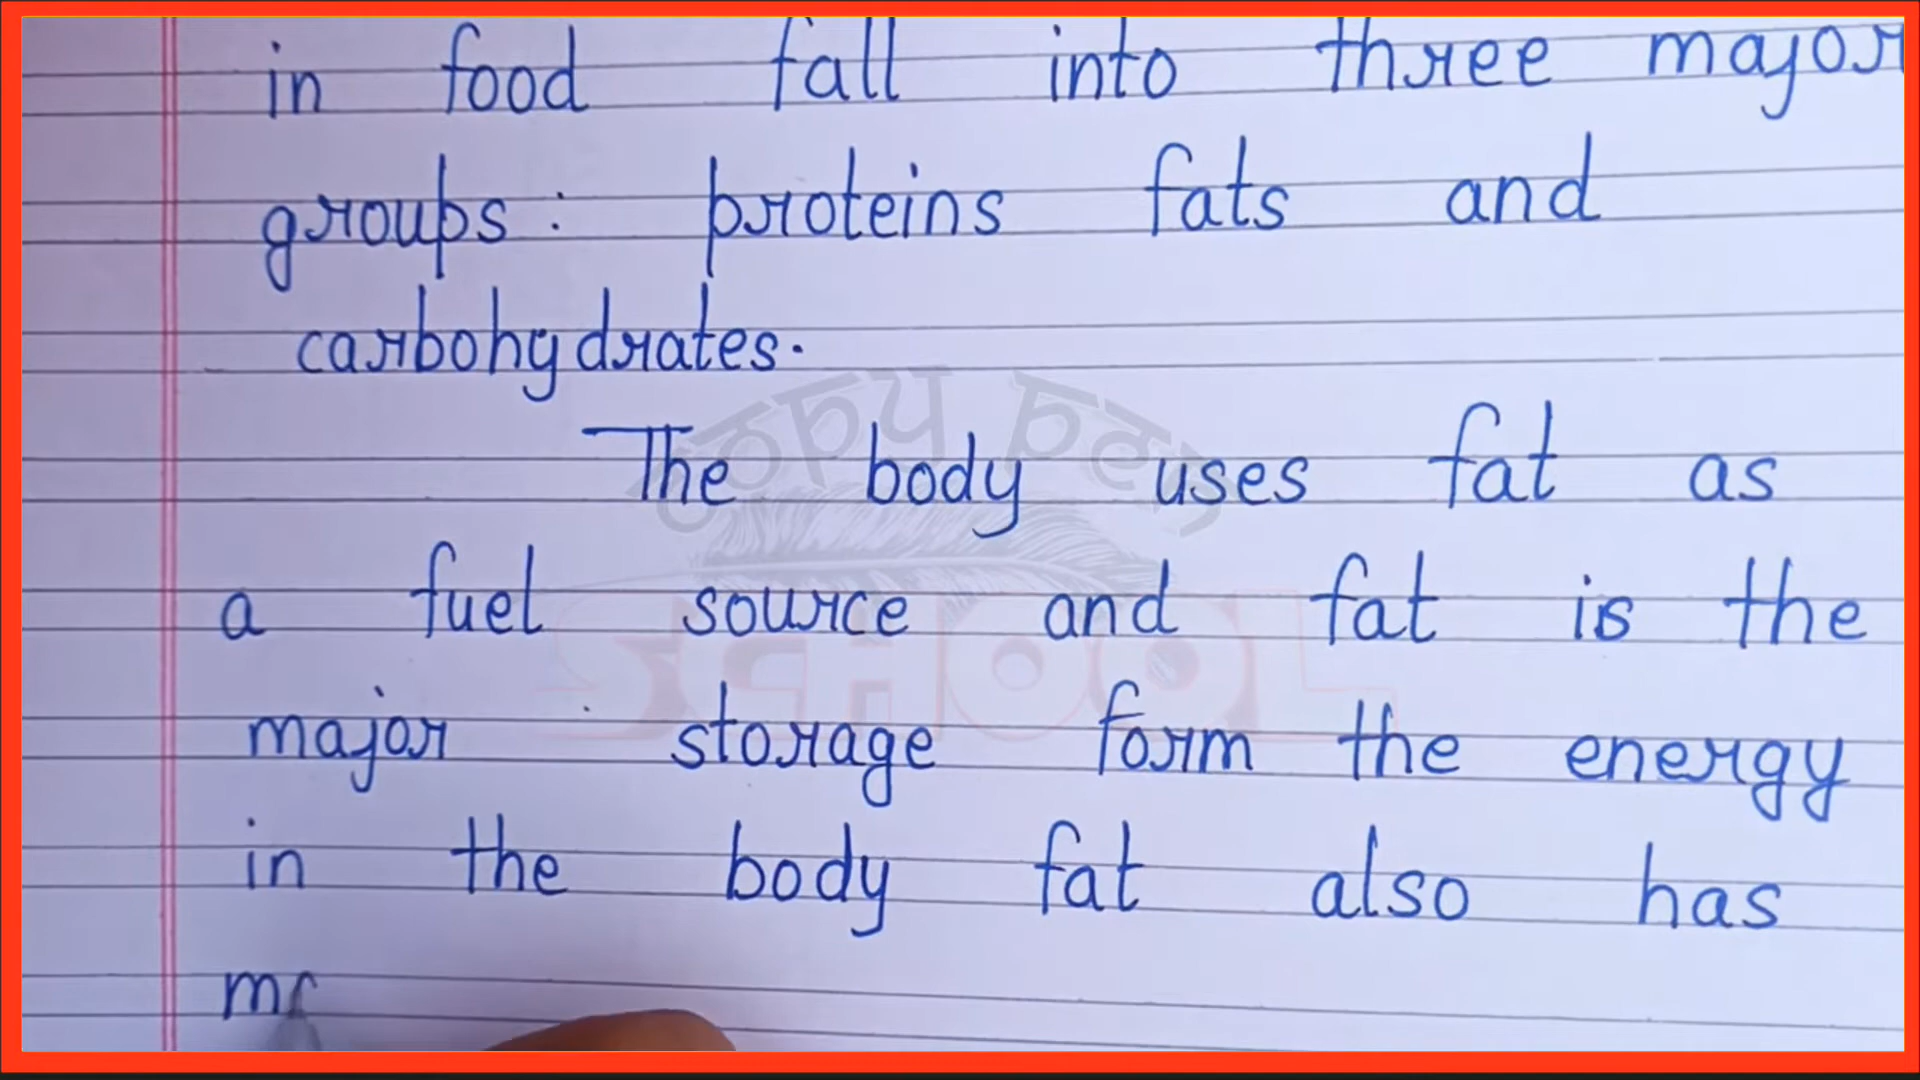 in food fall into three major
groups: proteins fats and
carbohydrates.
The body uses fat as
a fuel source and fat is the
major storage form the energy
in the body fat also has
SCHOOL